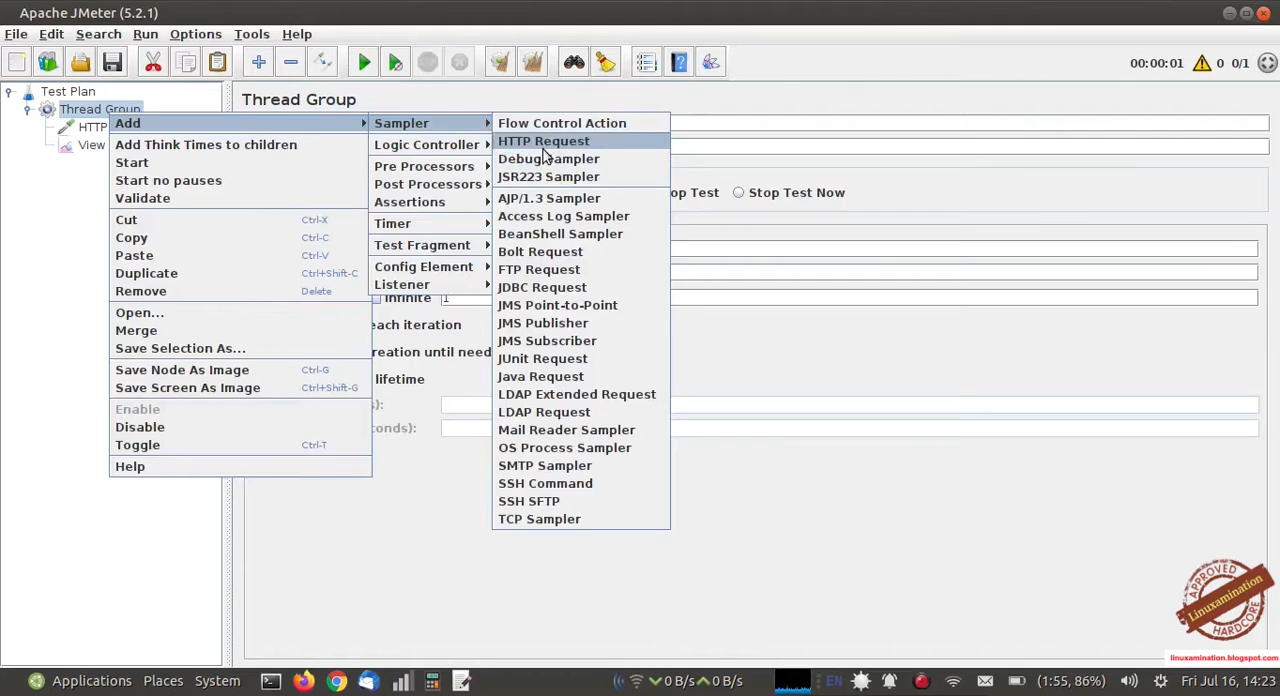 Apache JMeter (5.2.1)
File Edit Search Run Options Tools Help
00:00:01 0 0/1
Test Plan
Thread Group
HTTP
View
Thread Group
Add
Add Think Times to children
Start
Start no pauses
Validate
Cut Ctrl-X
Copy Ctrl-C
Paste Ctrl-V
Duplicate Ctrl+Shift-C
Remove Delete
Open...
Merge
Save Selection As...
Save Node As Image Ctrl-G
Save Screen As Image Ctrl+Shift-G
Enable
Disable
Toggle Ctrl-T
Help
Sampler
Logic Controller
Pre Processors
Post Processors
Assertions
Timer
Test Fragment
Config Element
Listener
Flow Control Action
HTTP Request
Debug Sampler
JSR223 Sampler
AJP/1.3 Sampler
Access Log Sampler
BeanShell Sampler
Bolt Request
FTP Request
JDBC Request
JMS Point-to-Point
JMS Publisher
JMS Subscriber
JUnit Request
Java Request
LDAP Extended Request
LDAP Request
Mail Reader Sampler
OS Process Sampler
SMTP Sampler
SSH Command
SSH SFTP
TCP Sampler
op Test Stop Test Now
Infinite 1
each iteration
reation until need
lifetime
s):
conds):
APPROVED
Linuxamination
HARDCORE
linuxamination.blogspot.com
Applications Places System 0 B/s 0 B/s EN (1:55, 86%) Fri Jul 16, 14:23